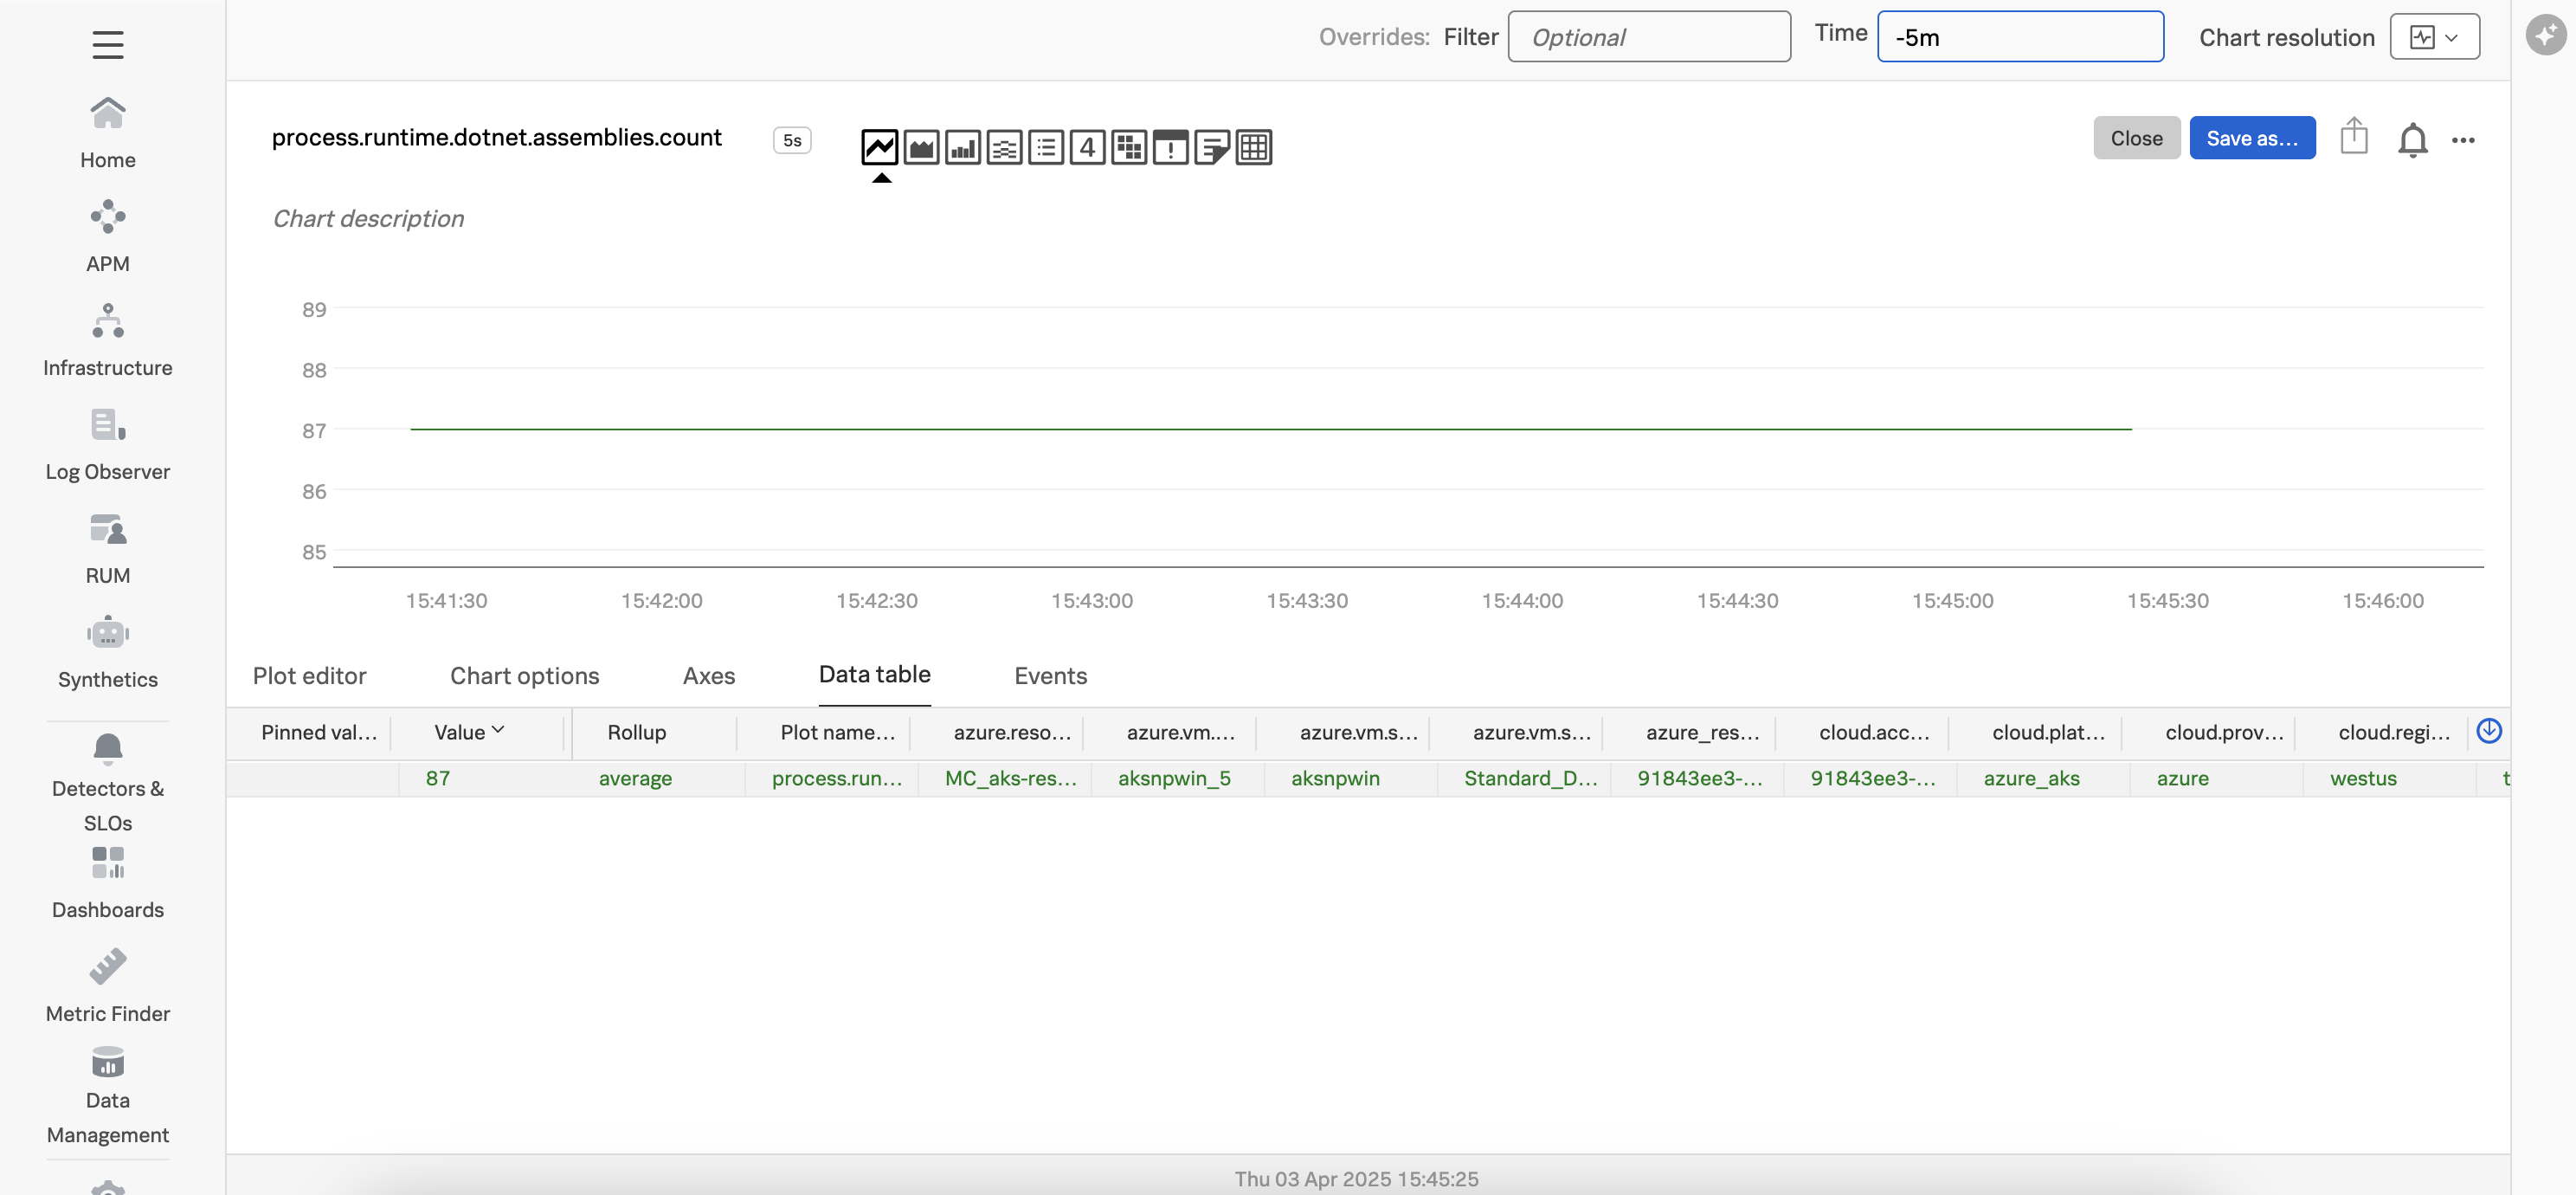 Overrides: Filter Optional Time -5m Chart resolution
Home
APM
Infrastructure
Log Observer
RUM
Synthetics
Detectors &
SLOs
Dashboards
Metric Finder
Data
Management
process.runtime.dotnet.assemblies.count 5s 4 Close Save as...
Chart description
89
88
87
86
85
15:41:30 15:42:00 15:42:30 15:43:00 15:43:30 15:44:00 15:44:30 15:45:00 15:45:30 15:46:00
Plot editor Chart options Axes Data table Events
Pinned val... Value Rollup Plot name... azure.reso... azure.vm.... azure.vm.s... azure.vm.s... azure_res... cloud.acc... cloud.plat... cloud.prov... cloud.regi...
87 average process.run... MC_aks-res... aksnpwin_5 aksnpwin Standard_D... 91843ee3-... 91843ee3-... azure_aks azure westus t
Thu 03 Apr 2025 15:45:25